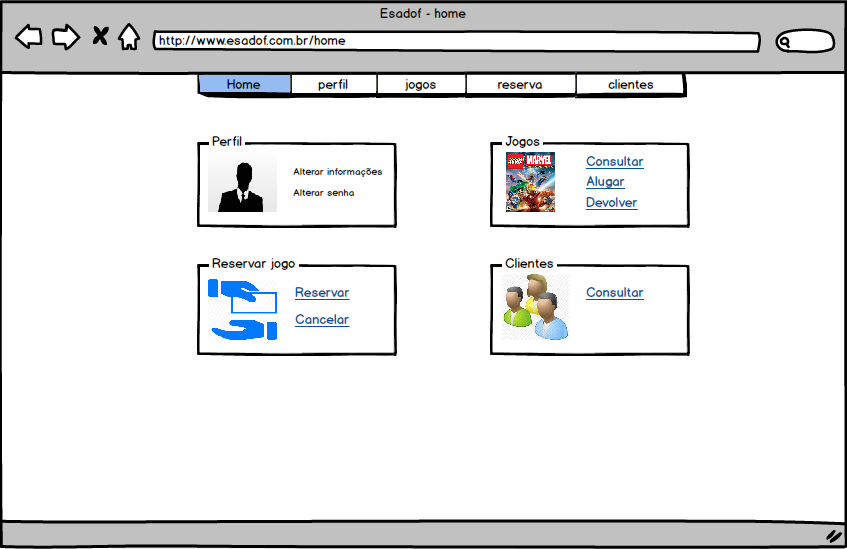 Esadof - home
http://www.esadof.com.br/home
Home perfil jogos reserva clientes
Perfil
Alterar informações
Alterar senha
Jogos
MARVEL
Consultar
Alugar
Devolver
Reservar jogo
Reservar
Cancelar
Clientes
Consultar